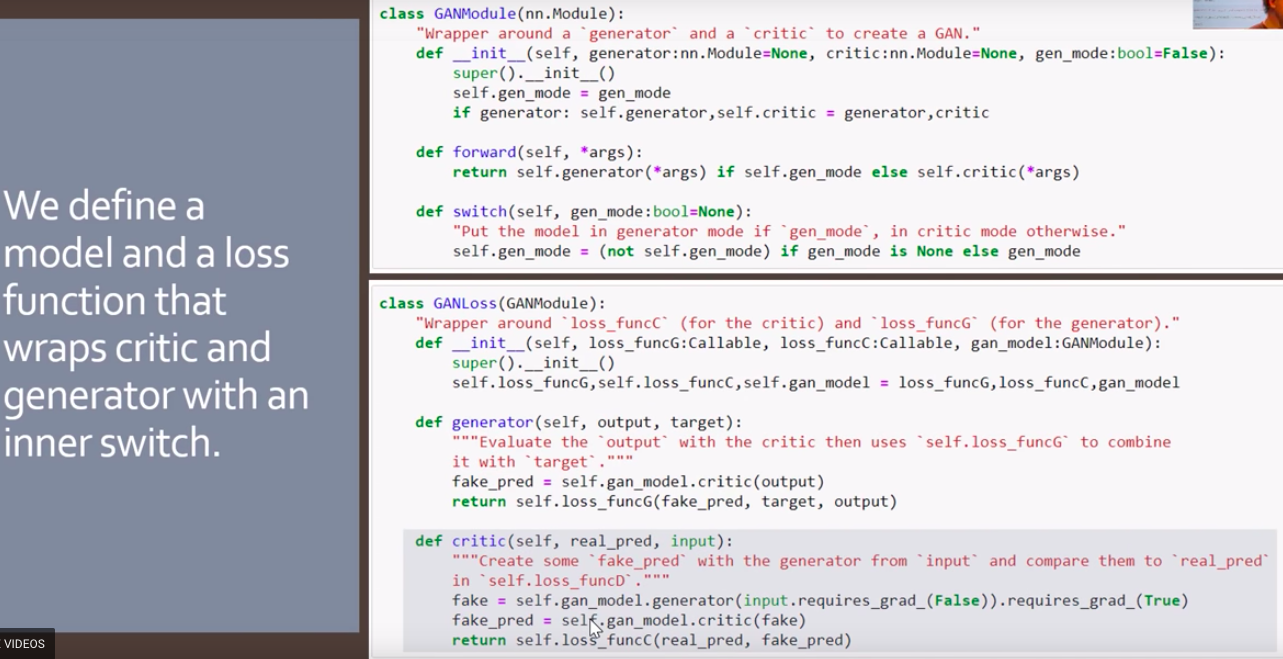 We define a
model and a loss
function that
wraps critic and
generator with an
inner switch.
VIDEOS
class GANModule(nn.Module):
    "Wrapper around a `generator` and a `critic` to create a GAN."
    def __init__(self, generator:nn.Module=None, critic:nn.Module=None, gen_mode:bool=False):
        super().__init__()
        self.gen_mode = gen_mode
        if generator: self.generator,self.critic = generator,critic
    def forward(self, *args):
        return self.generator(*args) if self.gen_mode else self.critic(*args)
    def switch(self, gen_mode:bool=None):
        "Put the model in generator mode if `gen_mode`, in critic mode otherwise."
        self.gen_mode = (not self.gen_mode) if gen_mode is None else gen_mode
class GANLoss(GANModule):
    "Wrapper around `loss_funcC` (for the critic) and `loss_funcG` (for the generator)."
    def __init__(self, loss_funcG:Callable, loss_funcC:Callable, gan_model:GANModule):
        super().__init__()
        self.loss_funcG,self.loss_funcC,self.gan_model = loss_funcG,loss_funcC,gan_model
    def generator(self, output, target):
        """Evaluate the `output` with the critic then uses `self.loss_funcG` to combine
        it with `target`."""
        fake_pred = self.gan_model.critic(output)
        return self.loss_funcG(fake_pred, target, output)
    def critic(self, real_pred, input):
        """Create some `fake_pred` with the generator from `input` and compare them to `real_pred`
        in `self.loss_funcD`."""
        fake = self.gan_model.generator(input.requires_grad_(False)).requires_grad_(True)
        fake_pred = self.gan_model.critic(fake)
        return self.loss_funcC(real_pred, fake_pred)